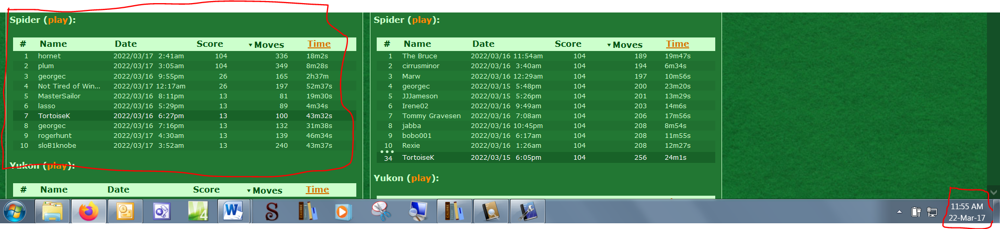 Spider (play):
# Name Date Score ▾Moves Time
1 hornet 2022/03/17 2:41am 104 336 18m2s
2 plum 2022/03/17 3:05am 104 349 8m28s
3 georgec 2022/03/16 9:55pm 26 165 2h37m
4 Not Tired of Win... 2022/03/17 12:17am 26 197 52m37s
5 MasterSailor 2022/03/16 8:11pm 13 81 19m30s
6 lasso 2022/03/16 5:29pm 13 89 4m34s
7 TortoiseK 2022/03/16 6:27pm 13 100 43m32s
8 georgec 2022/03/16 7:16pm 13 132 31m38s
9 rogerhunt 2022/03/17 4:30am 13 139 46m34s
10 sloB1knobe 2022/03/17 3:52am 13 240 43m37s
Yukon (play):
# Name Date Score ▾Moves Time
Spider (play):
# Name Date Score ▾Moves Time
1 The Bruce 2022/03/16 11:54am 104 189 19m47s
2 cirrusminor 2022/03/16 3:40am 104 194 6m34s
3 Marw 2022/03/16 12:29am 104 197 10m56s
4 georgec 2022/03/15 5:48pm 104 200 23m20s
5 JJJameson 2022/03/15 5:26pm 104 201 13m29s
6 Irene02 2022/03/16 9:49am 104 203 14m6s
7 Tommy Gravesen 2022/03/16 7:08am 104 206 17m56s
8 jabba 2022/03/16 10:45pm 104 208 8m54s
9 bobo001 2022/03/16 6:17am 104 208 11m55s
10 Rexie 2022/03/16 1:26am 104 208 12m27s
•••
34 TortoiseK 2022/03/15 6:05pm 104 256 24m1s
Yukon (play):
4
W
S
CALIBRE
CALIBRE
11:55 AM
22-Mar-17